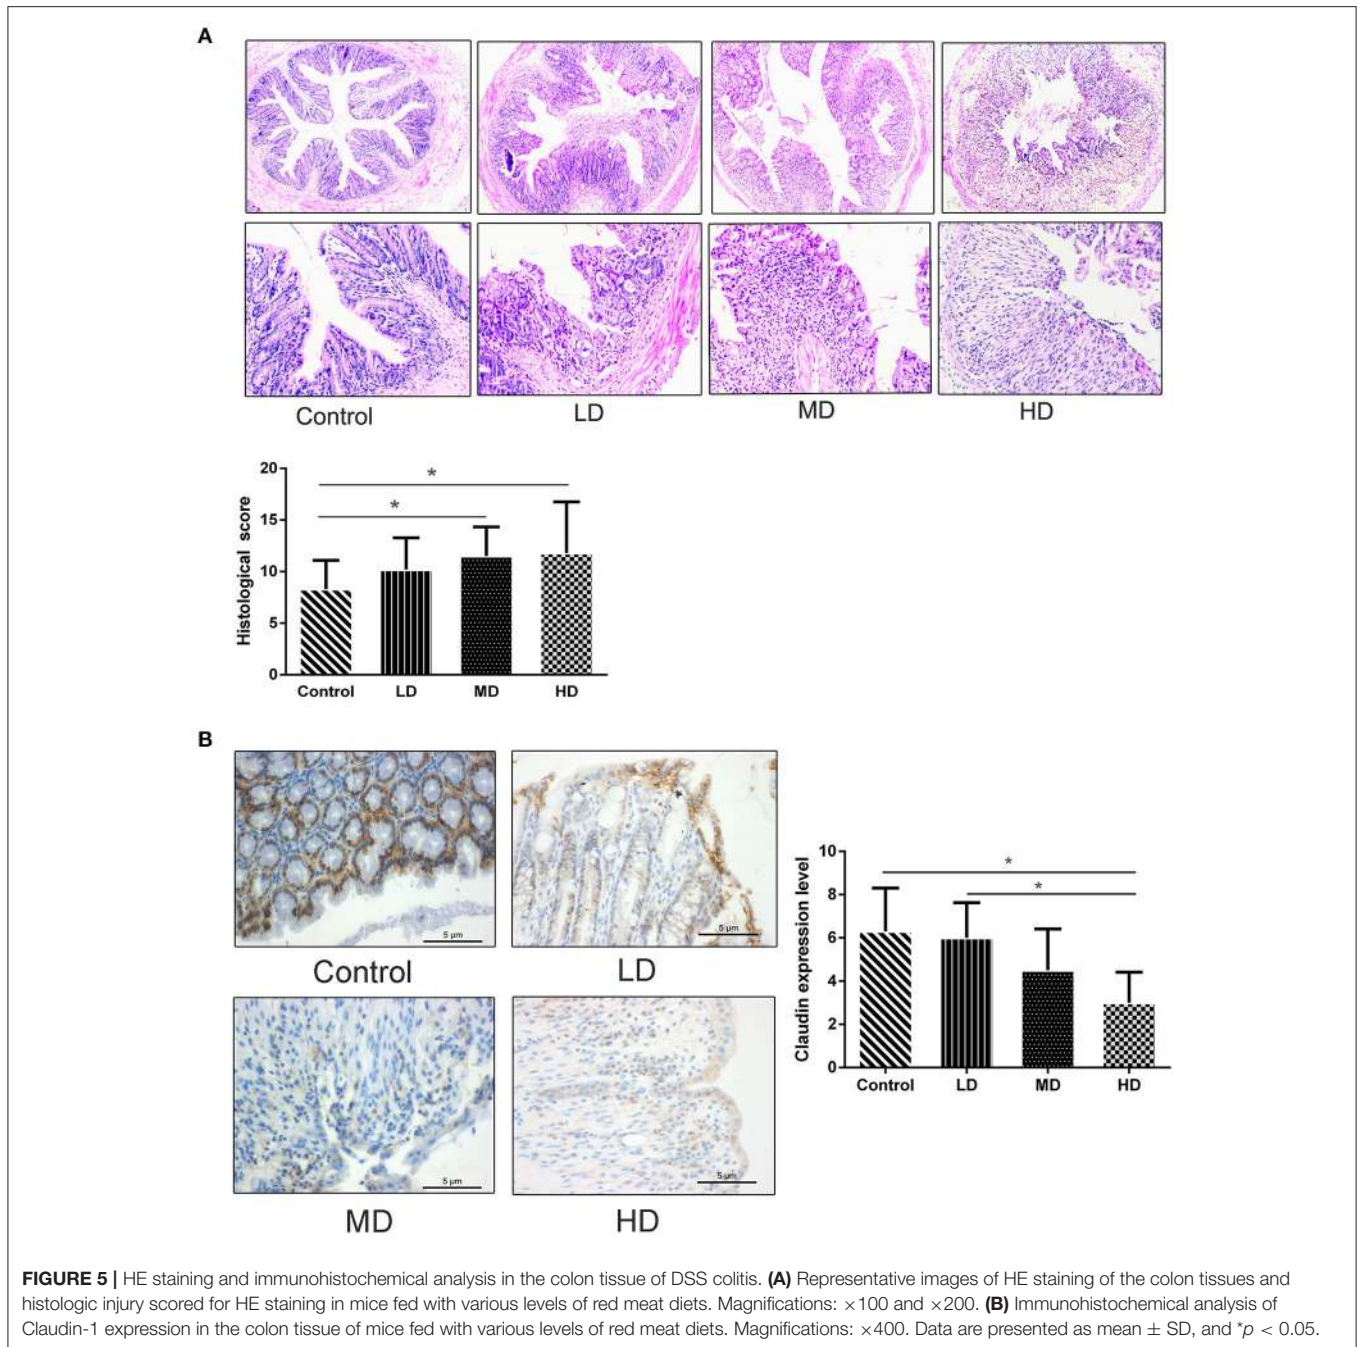 A
Control
LD
MD
HD
20
15
10
5
0
Histological score
*
*
Control LD MD HD
B
5 µm
5 µm
Control
LD
5 µm
5 µm
MD
HD
10
8
6
4
2
0
Claudin expression level
*
*
Control LD MD HD
FIGURE 5 | HE staining and immunohistochemical analysis in the colon tissue of DSS colitis. (A) Representative images of HE staining of the colon tissues and
histologic injury scored for HE staining in mice fed with various levels of red meat diets. Magnifications: ×100 and ×200. (B) Immunohistochemical analysis of
Claudin-1 expression in the colon tissue of mice fed with various levels of red meat diets. Magnifications: ×400. Data are presented as mean ± SD, and *p < 0.05.